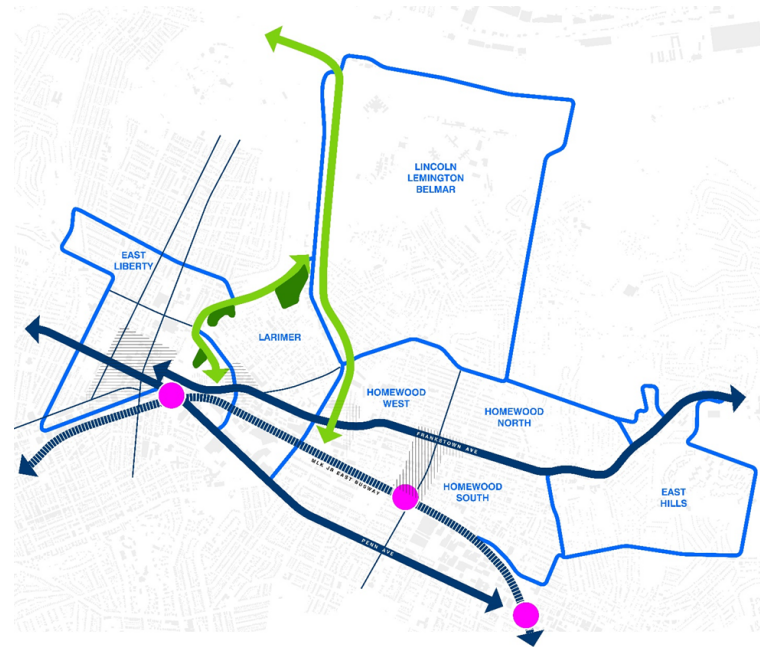 LINCOLN
LEMINGTON
BELMAR
EAST
LIBERTY
LARIMER
HOMEWOOD
WEST
HOMEWOOD
NORTH
FRANKSTOWN AVE
MLK JR EAST BUSWAY
HOMEWOOD
SOUTH
EAST
HILLS
PENN AVE